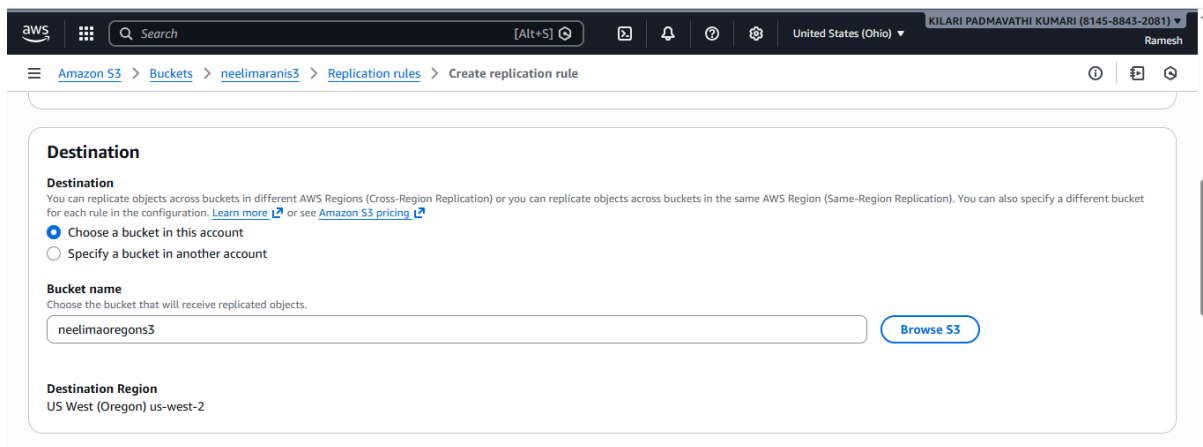 KILARI PADMAVATHI KUMARI (8145-8843-2081)
aws Search [Alt+S] United States (Ohio) Ramesh
Amazon S3 > Buckets > neelimaranis3 > Replication rules > Create replication rule
Destination
Destination
You can replicate objects across buckets in different AWS Regions (Cross-Region Replication) or you can replicate objects across buckets in the same AWS Region (Same-Region Replication). You can also specify a different bucket
for each rule in the configuration. Learn more or see Amazon S3 pricing
Choose a bucket in this account
Specify a bucket in another account
Bucket name
Choose the bucket that will receive replicated objects.
neelimaoregons3 Browse S3
Destination Region
US West (Oregon) us-west-2